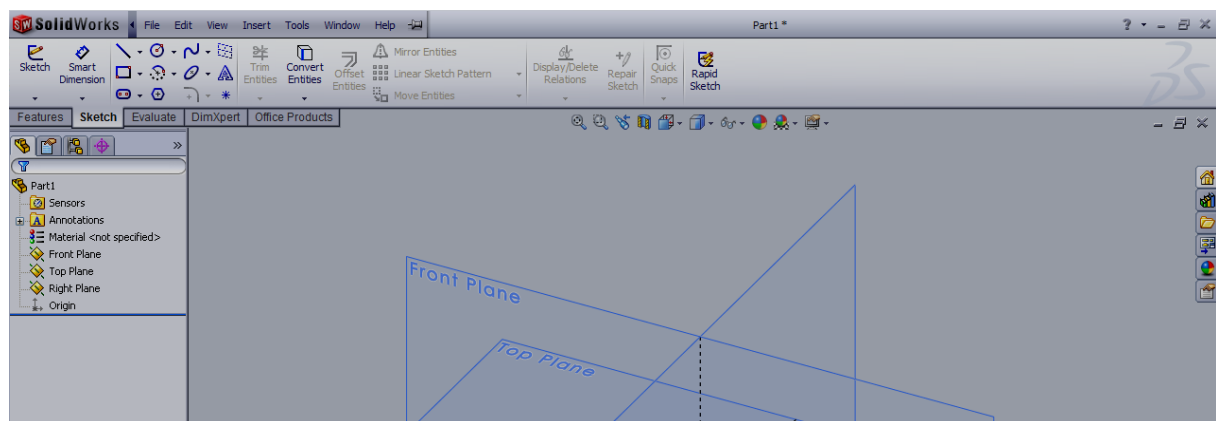 SolidWorks File Edit View Insert Tools Window Help Part1 * ?
Sketch Smart Dimension Trim Entities Convert Entities Offset Entities Mirror Entities Display/Delete Relations Repair Sketch Quick Snaps Rapid Sketch
Linear Sketch Pattern
Move Entities
Features Sketch Evaluate DimXpert Office Products
Part1
Sensors
Annotations
Material <not specified>
Front Plane
Top Plane
Right Plane
Origin
Front Plane
Top Plane